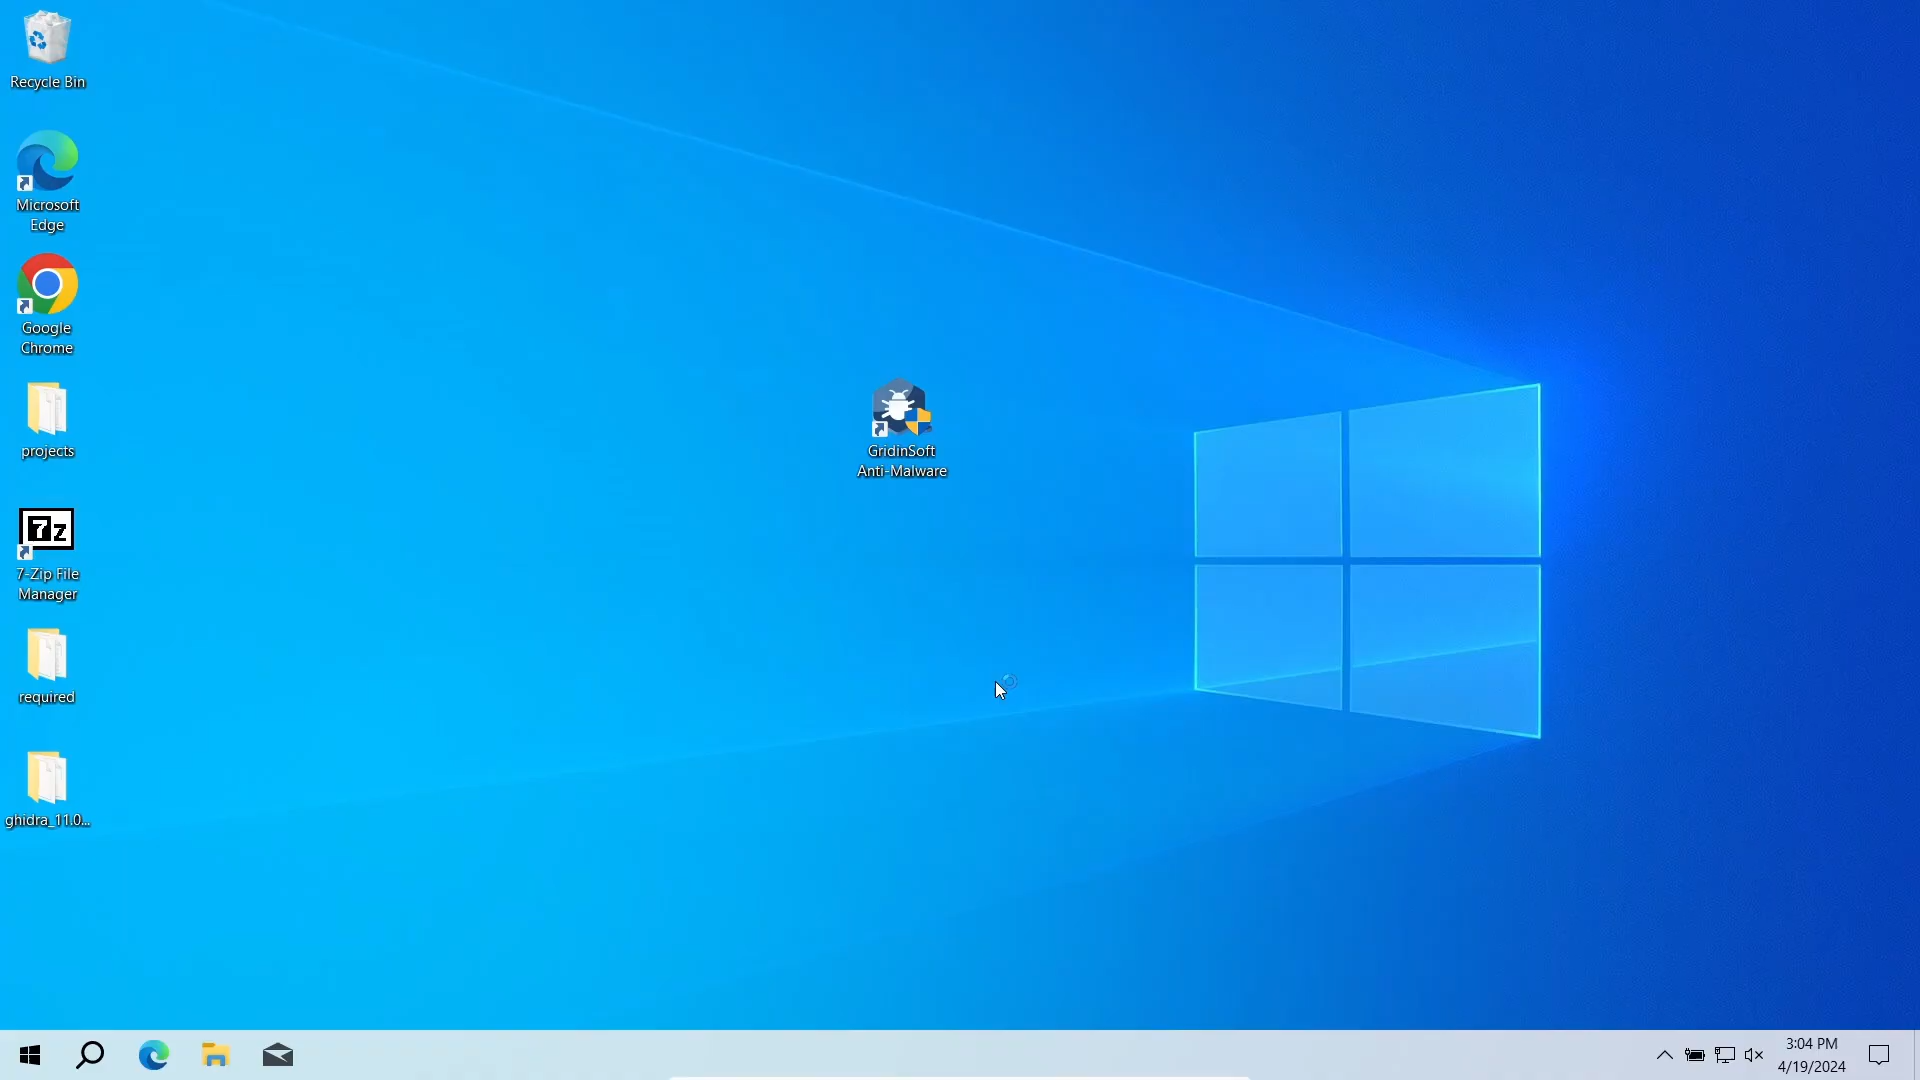 Recycle Bin
Microsoft
Edge
Google
Chrome
projects
7z
7-Zip File
Manager
required
ghidra_11.0...
GridinSoft
Anti-Malware
3:04 PM
4/19/2024